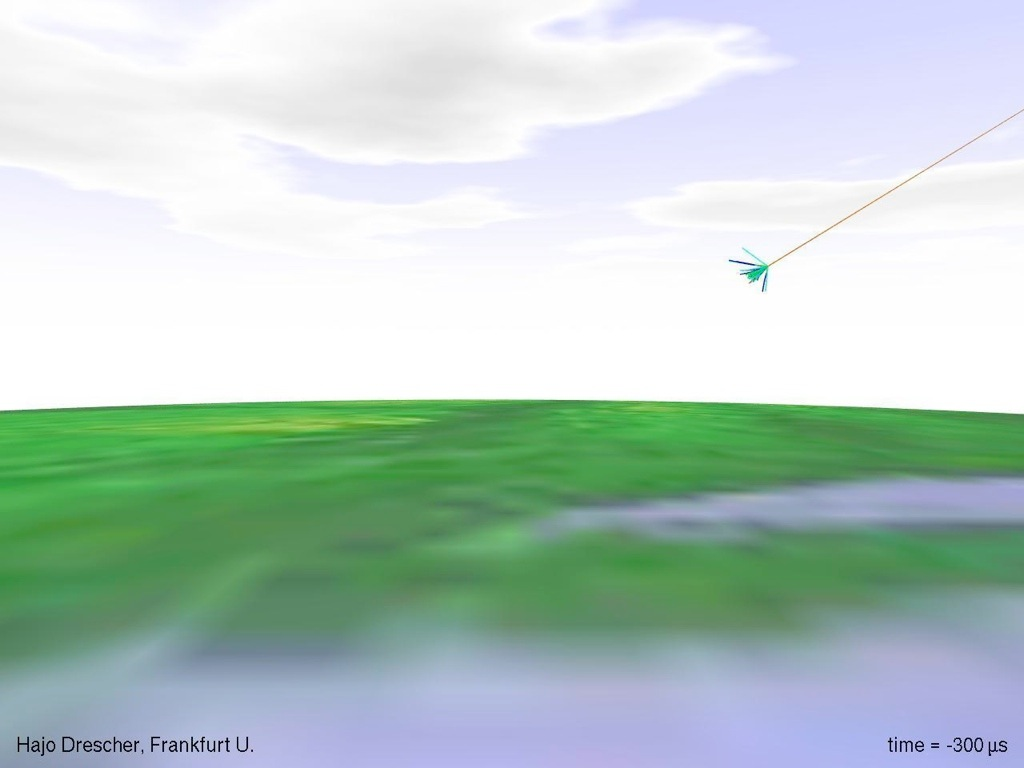 Hajo Drescher, Frankfurt U.
time = -300 µs